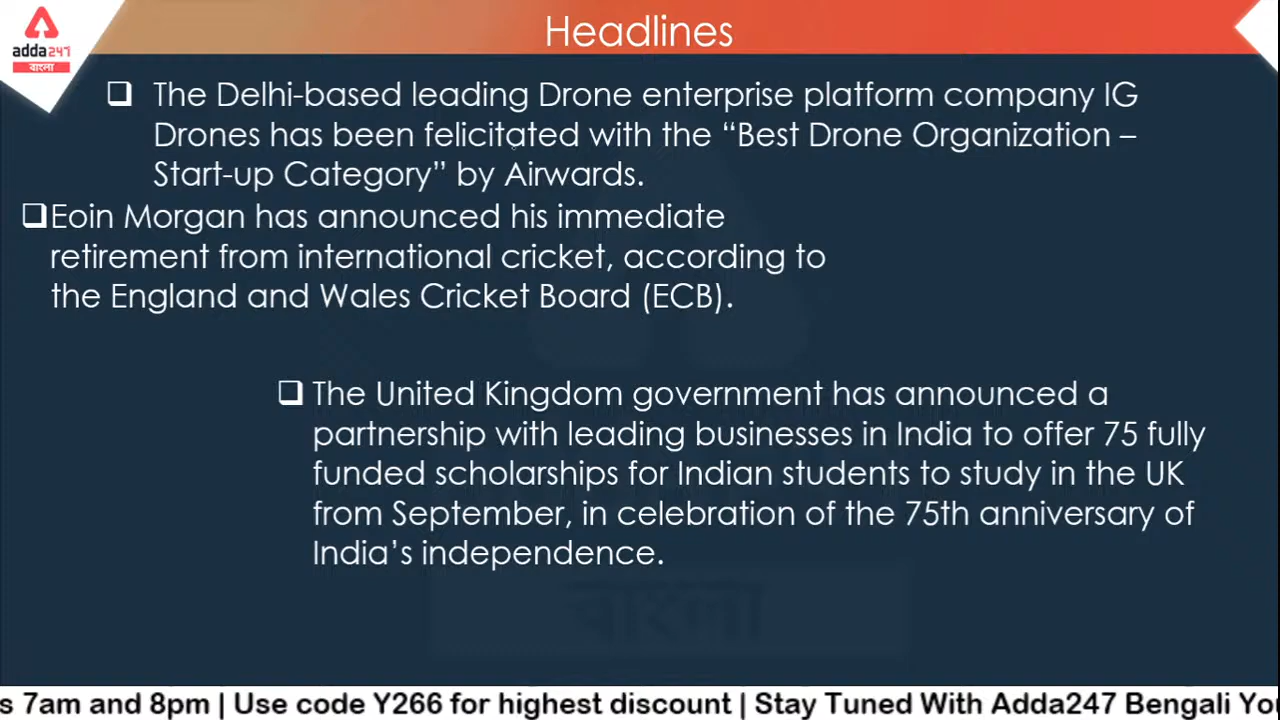 Headlines
adda247
বাংলা
❑ The Delhi-based leading Drone enterprise platform company IG
Drones has been felicitated with the “Best Drone Organization –
Start-up Category” by Airwards.
❑Eoin Morgan has announced his immediate
retirement from international cricket, according to
the England and Wales Cricket Board (ECB).
❑ The United Kingdom government has announced a
partnership with leading businesses in India to offer 75 fully
funded scholarships for Indian students to study in the UK
from September, in celebration of the 75th anniversary of
India’s independence.
বাংলা
s 7am and 8pm | Use code Y266 for highest discount | Stay Tuned With Adda247 Bengali You